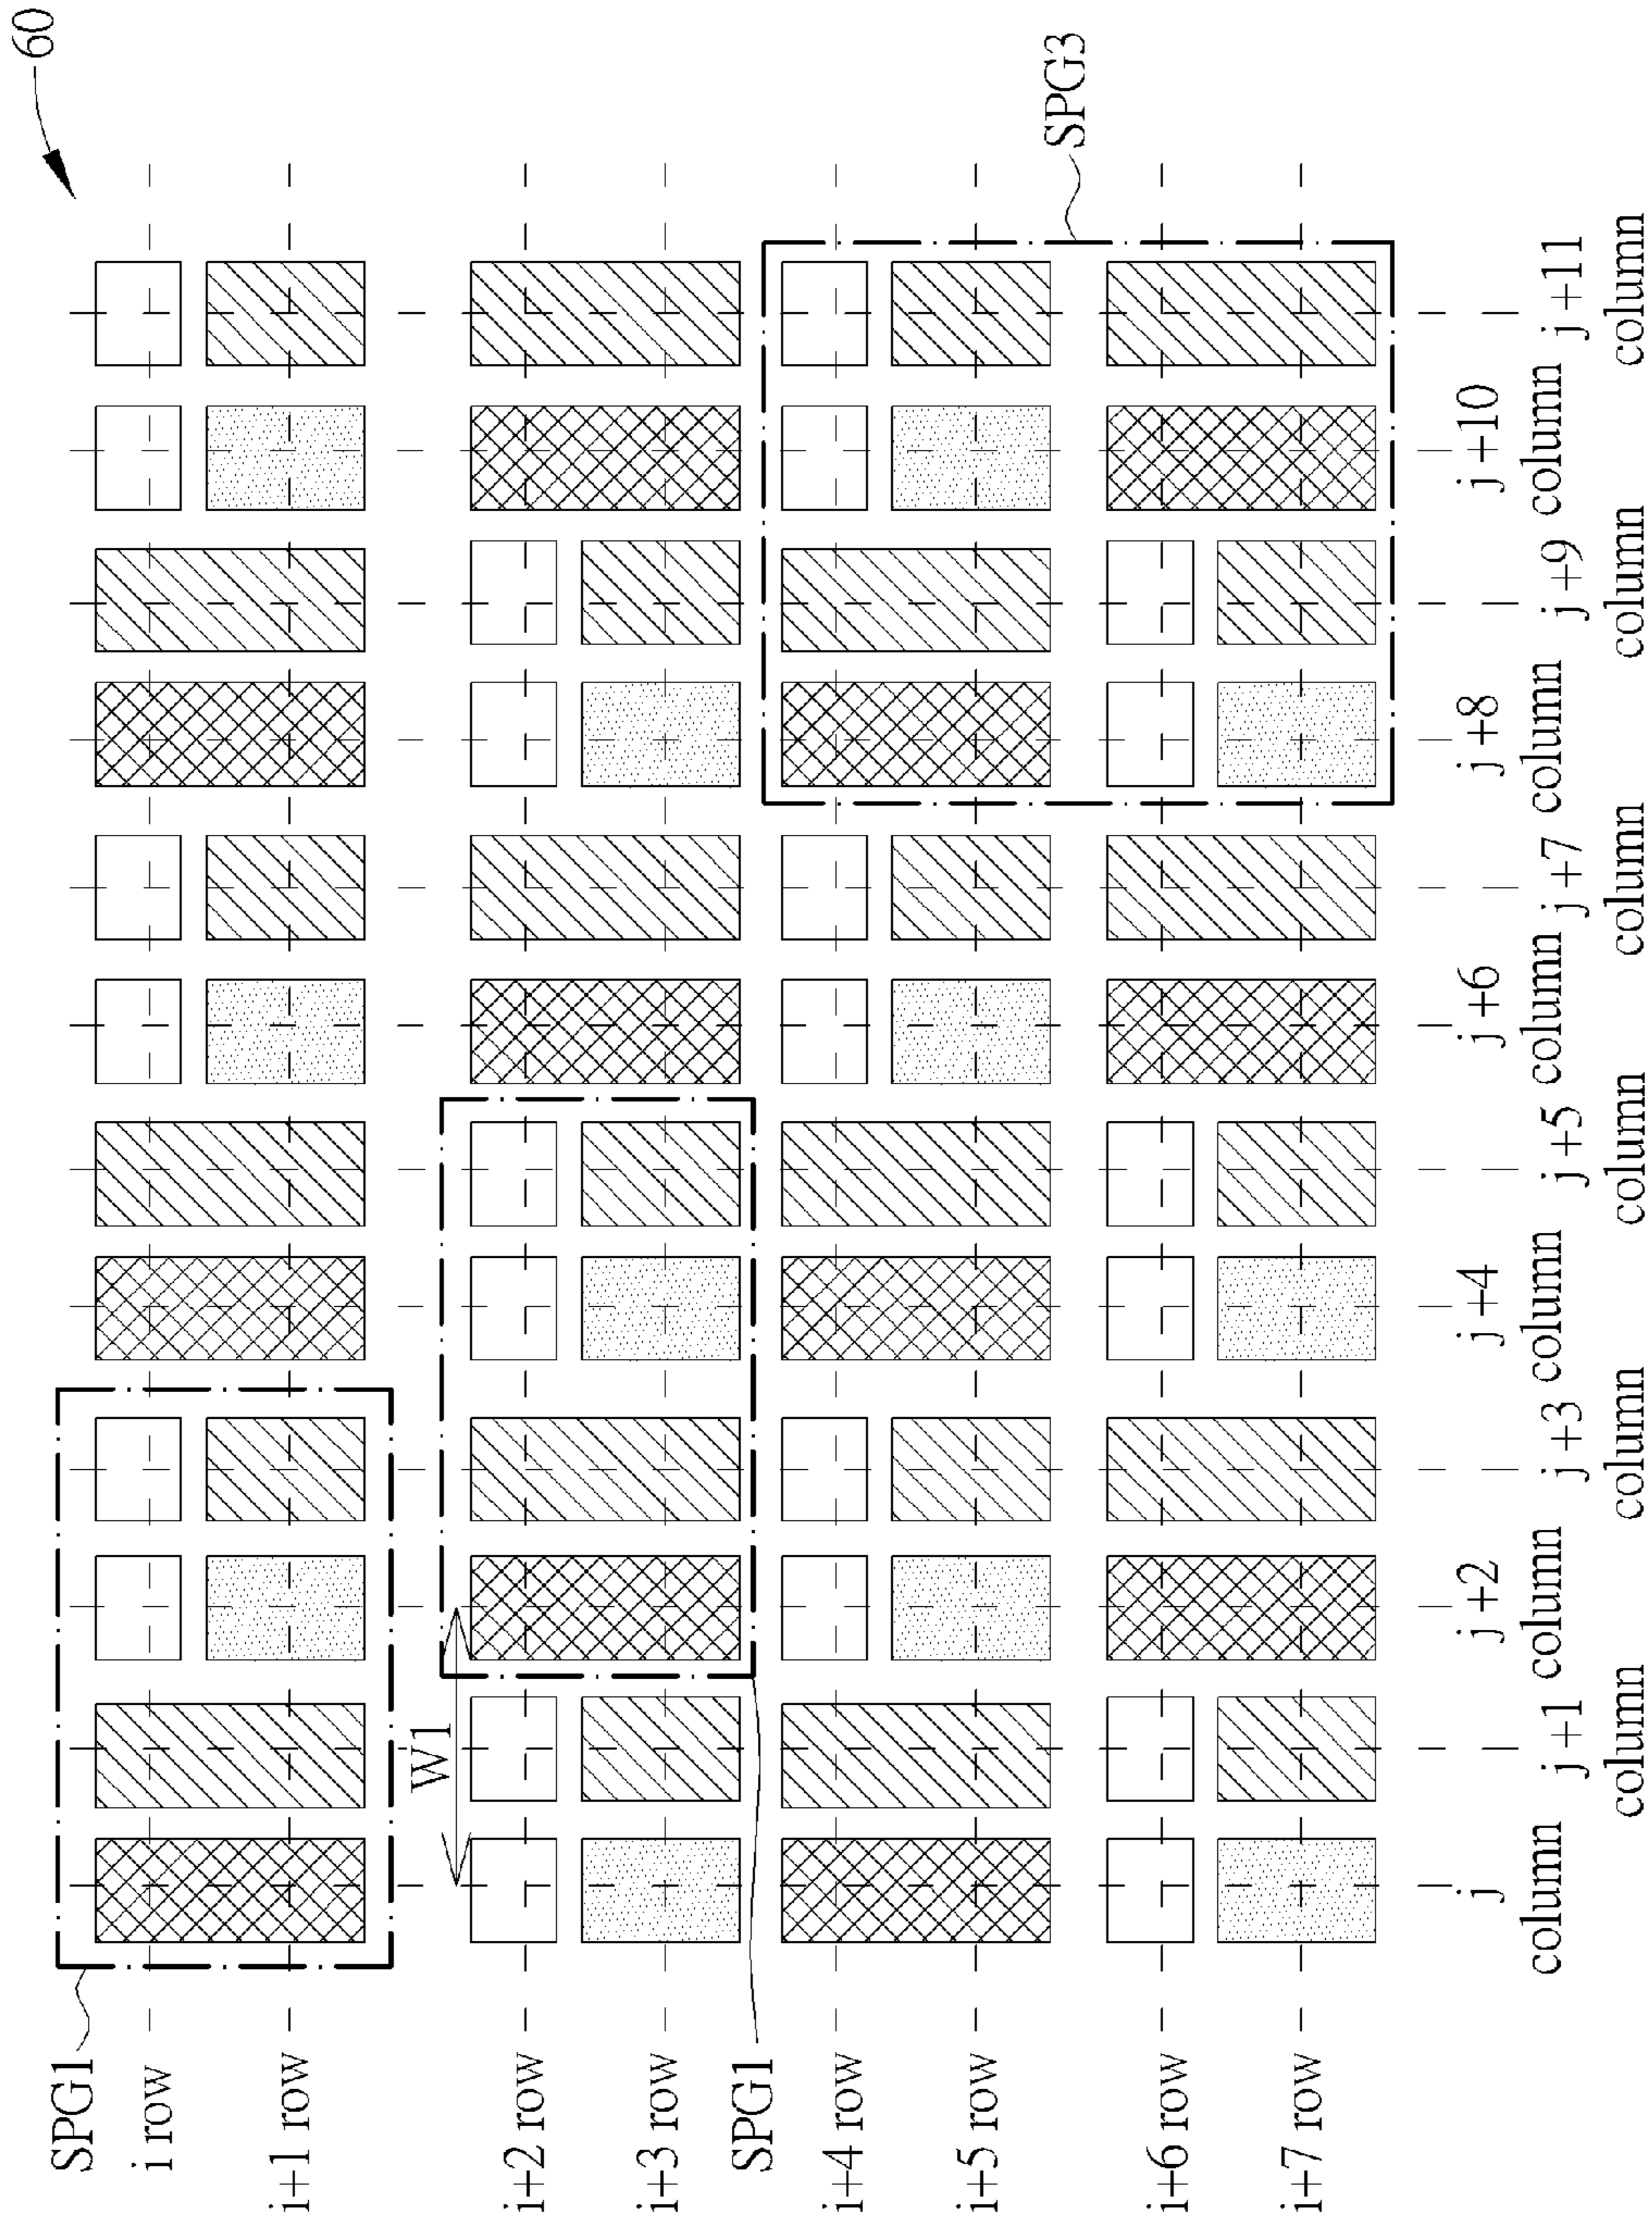 60
SPG1
i row
i+1 row
W1
i+2 row
i+3 row
SPG1
SPG3
i+4 row
i+5 row
i+6 row
i+7 row
j
column
j+1
column
j+2
column
j+3
column
j+4
column
j+5
column
j+6
column
j+7
column
j+8
column
j+9
column
j+10
column
j+11
column